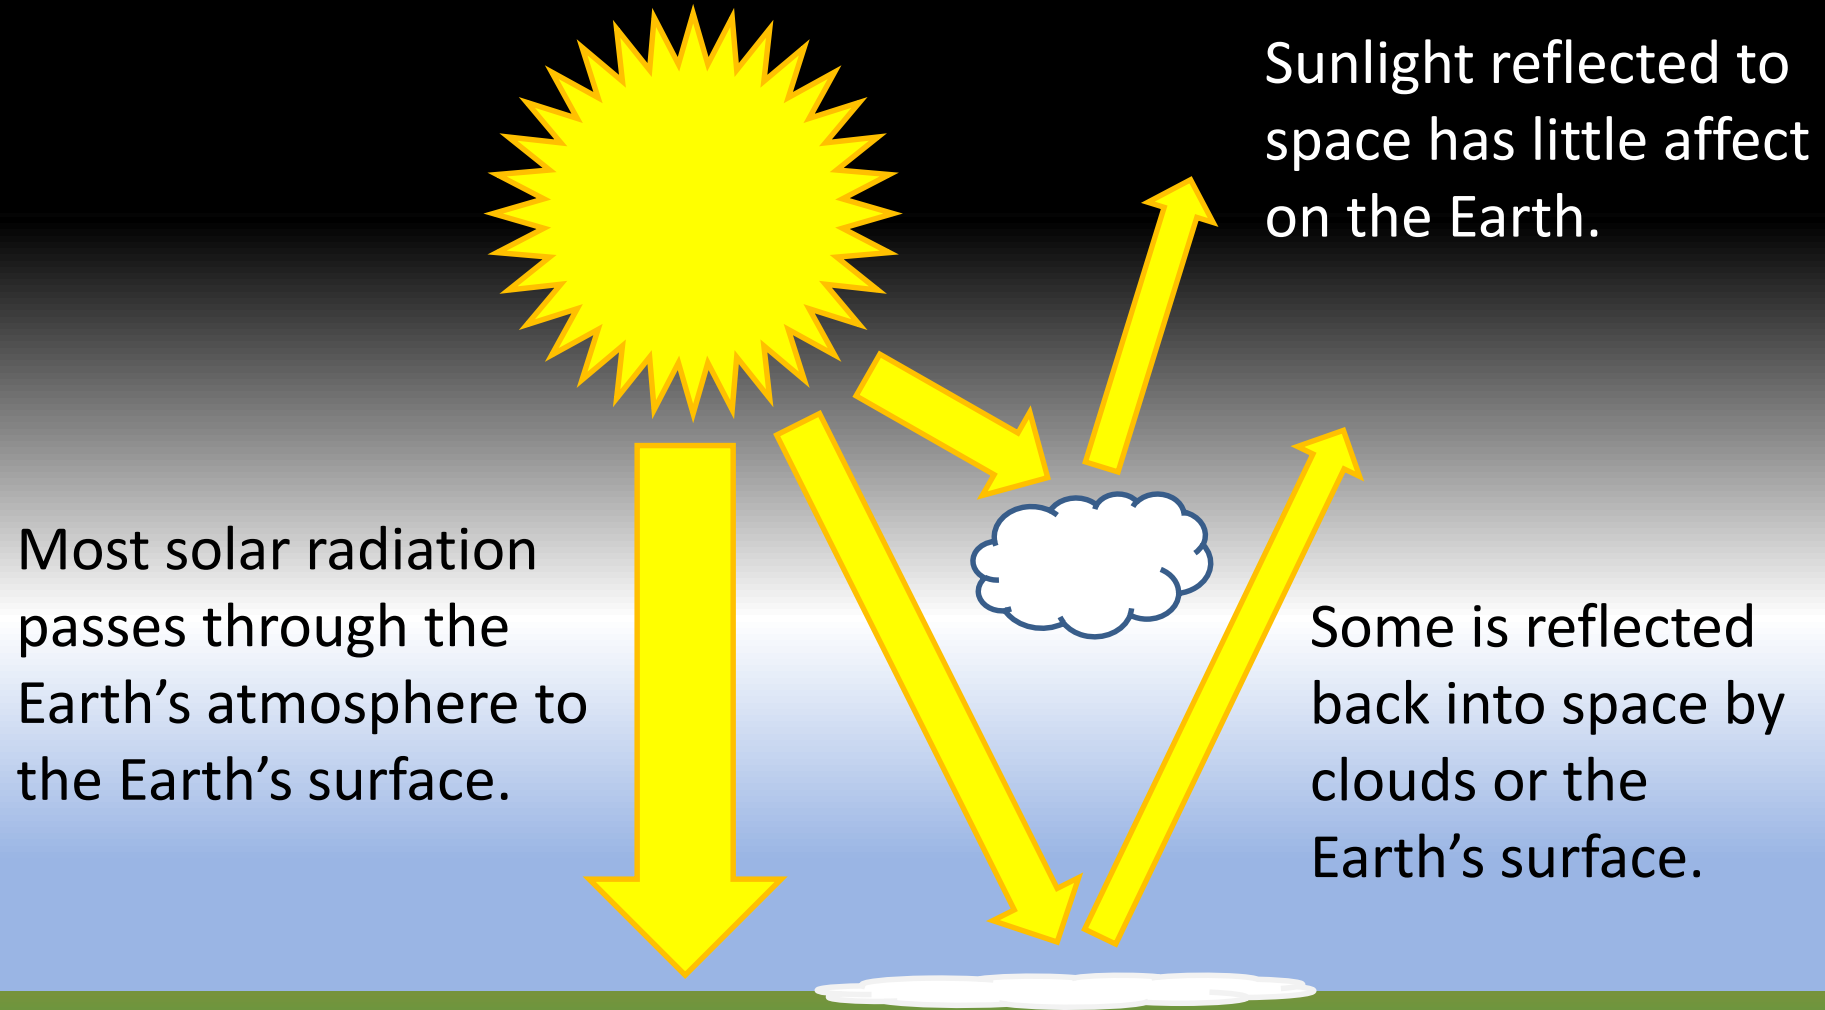 Sunlight reflected to
space has little affect
on the Earth.
Most solar radiation
passes through the
Earth’s atmosphere to
the Earth’s surface.
Some is reflected
back into space by
clouds or the
Earth’s surface.